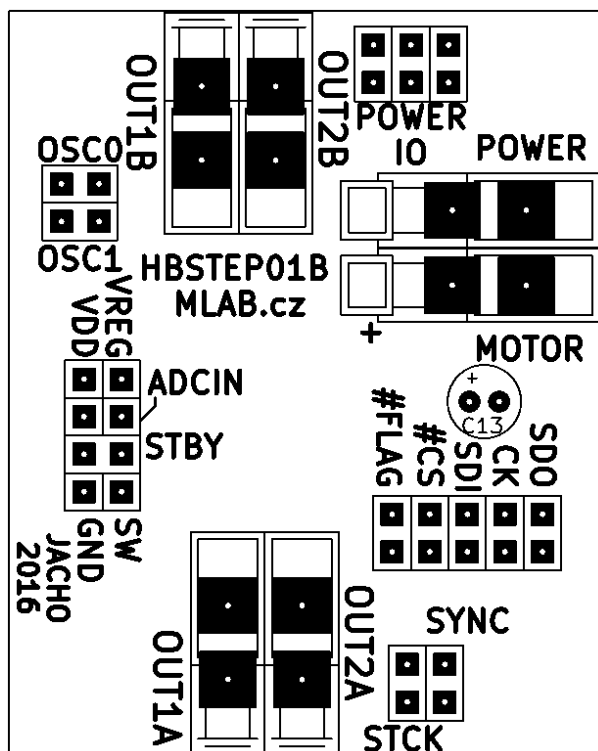 OUT1B
OUT2B
POWER
IO
POWER
OSC0
OSC1
HBSTEP01B
MLAB.cz
+
MOTOR
VDD
VREG
ADCIN
STBY
GND
SW
JACHO
2016
+
C13
#FLAG
#CS
SDI
CK
SDO
OUT1A
OUT2A
SYNC
STCK